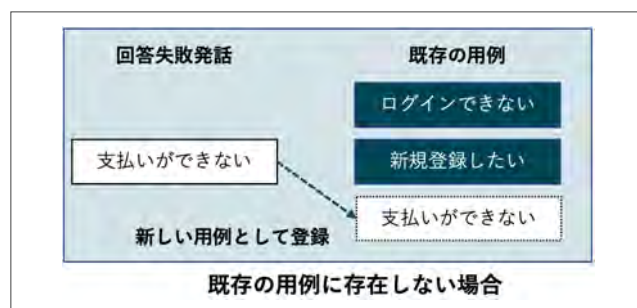 回答失敗発話
既存の用例
ログインできない
支払いができない
新規登録したい
支払いができない
新しい用例として登録
既存の用例に存在しない場合